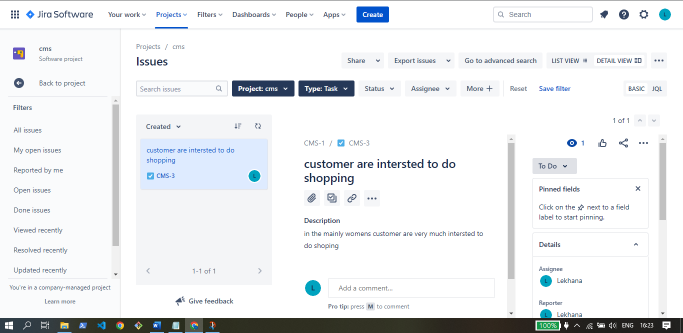 Jira Software
Your work
Projects
Filters
Dashboards
People
Apps
Create
Search
L
cms
Software project
Back to project
Filters
All issues
My open issues
Reported by me
Open issues
Done issues
Viewed recently
Resolved recently
Updated recently
You're in a company-managed project
Learn more
Projects / cms
Issues
Share
Export issues
Go to advanced search
LIST VIEW
DETAIL VIEW
Search issues
Project: cms
Type: Task
Status
Assignee
More +
Reset
Save filter
BASIC
JQL
1 of 1
Created
customer are intersted to do
shopping
CMS-3
L
1-1 of 1
Give feedback
CMS-1 / CMS-3
customer are intersted to do
shopping
Description
in the mainly womens customer are very much intersted to
do shoping
L
Add a comment...
Pro tip: press M to comment
1
To Do
Pinned fields
Click on the next to a field
label to start pinning.
Details
Assignee
L Lekhana
Reporter
L Lekhana
100%
ENG
16:23